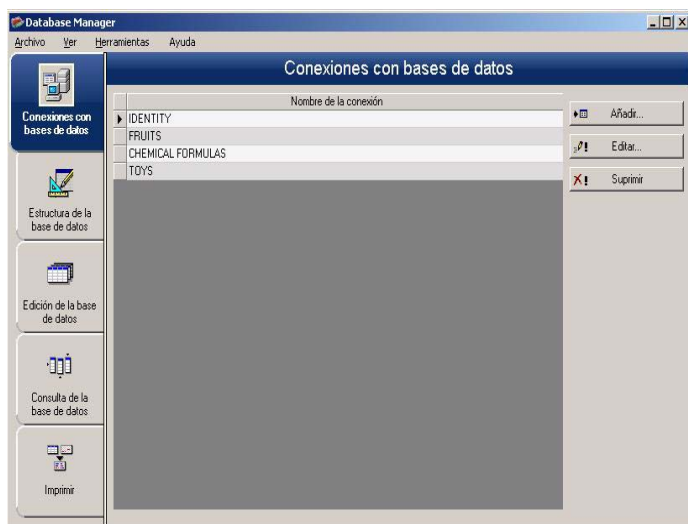 Database Manager
Archivo Ver Herramientas Ayuda
Conexiones con bases de datos
Conexiones con
bases de datos
Estructura de la
base de datos
Edición de la base
de datos
Consulta de la
base de datos
Imprimir
Nombre de la conexión
IDENTITY
FRUITS
CHEMICAL FORMULAS
TOYS
Añadir...
Editar...
Suprimir